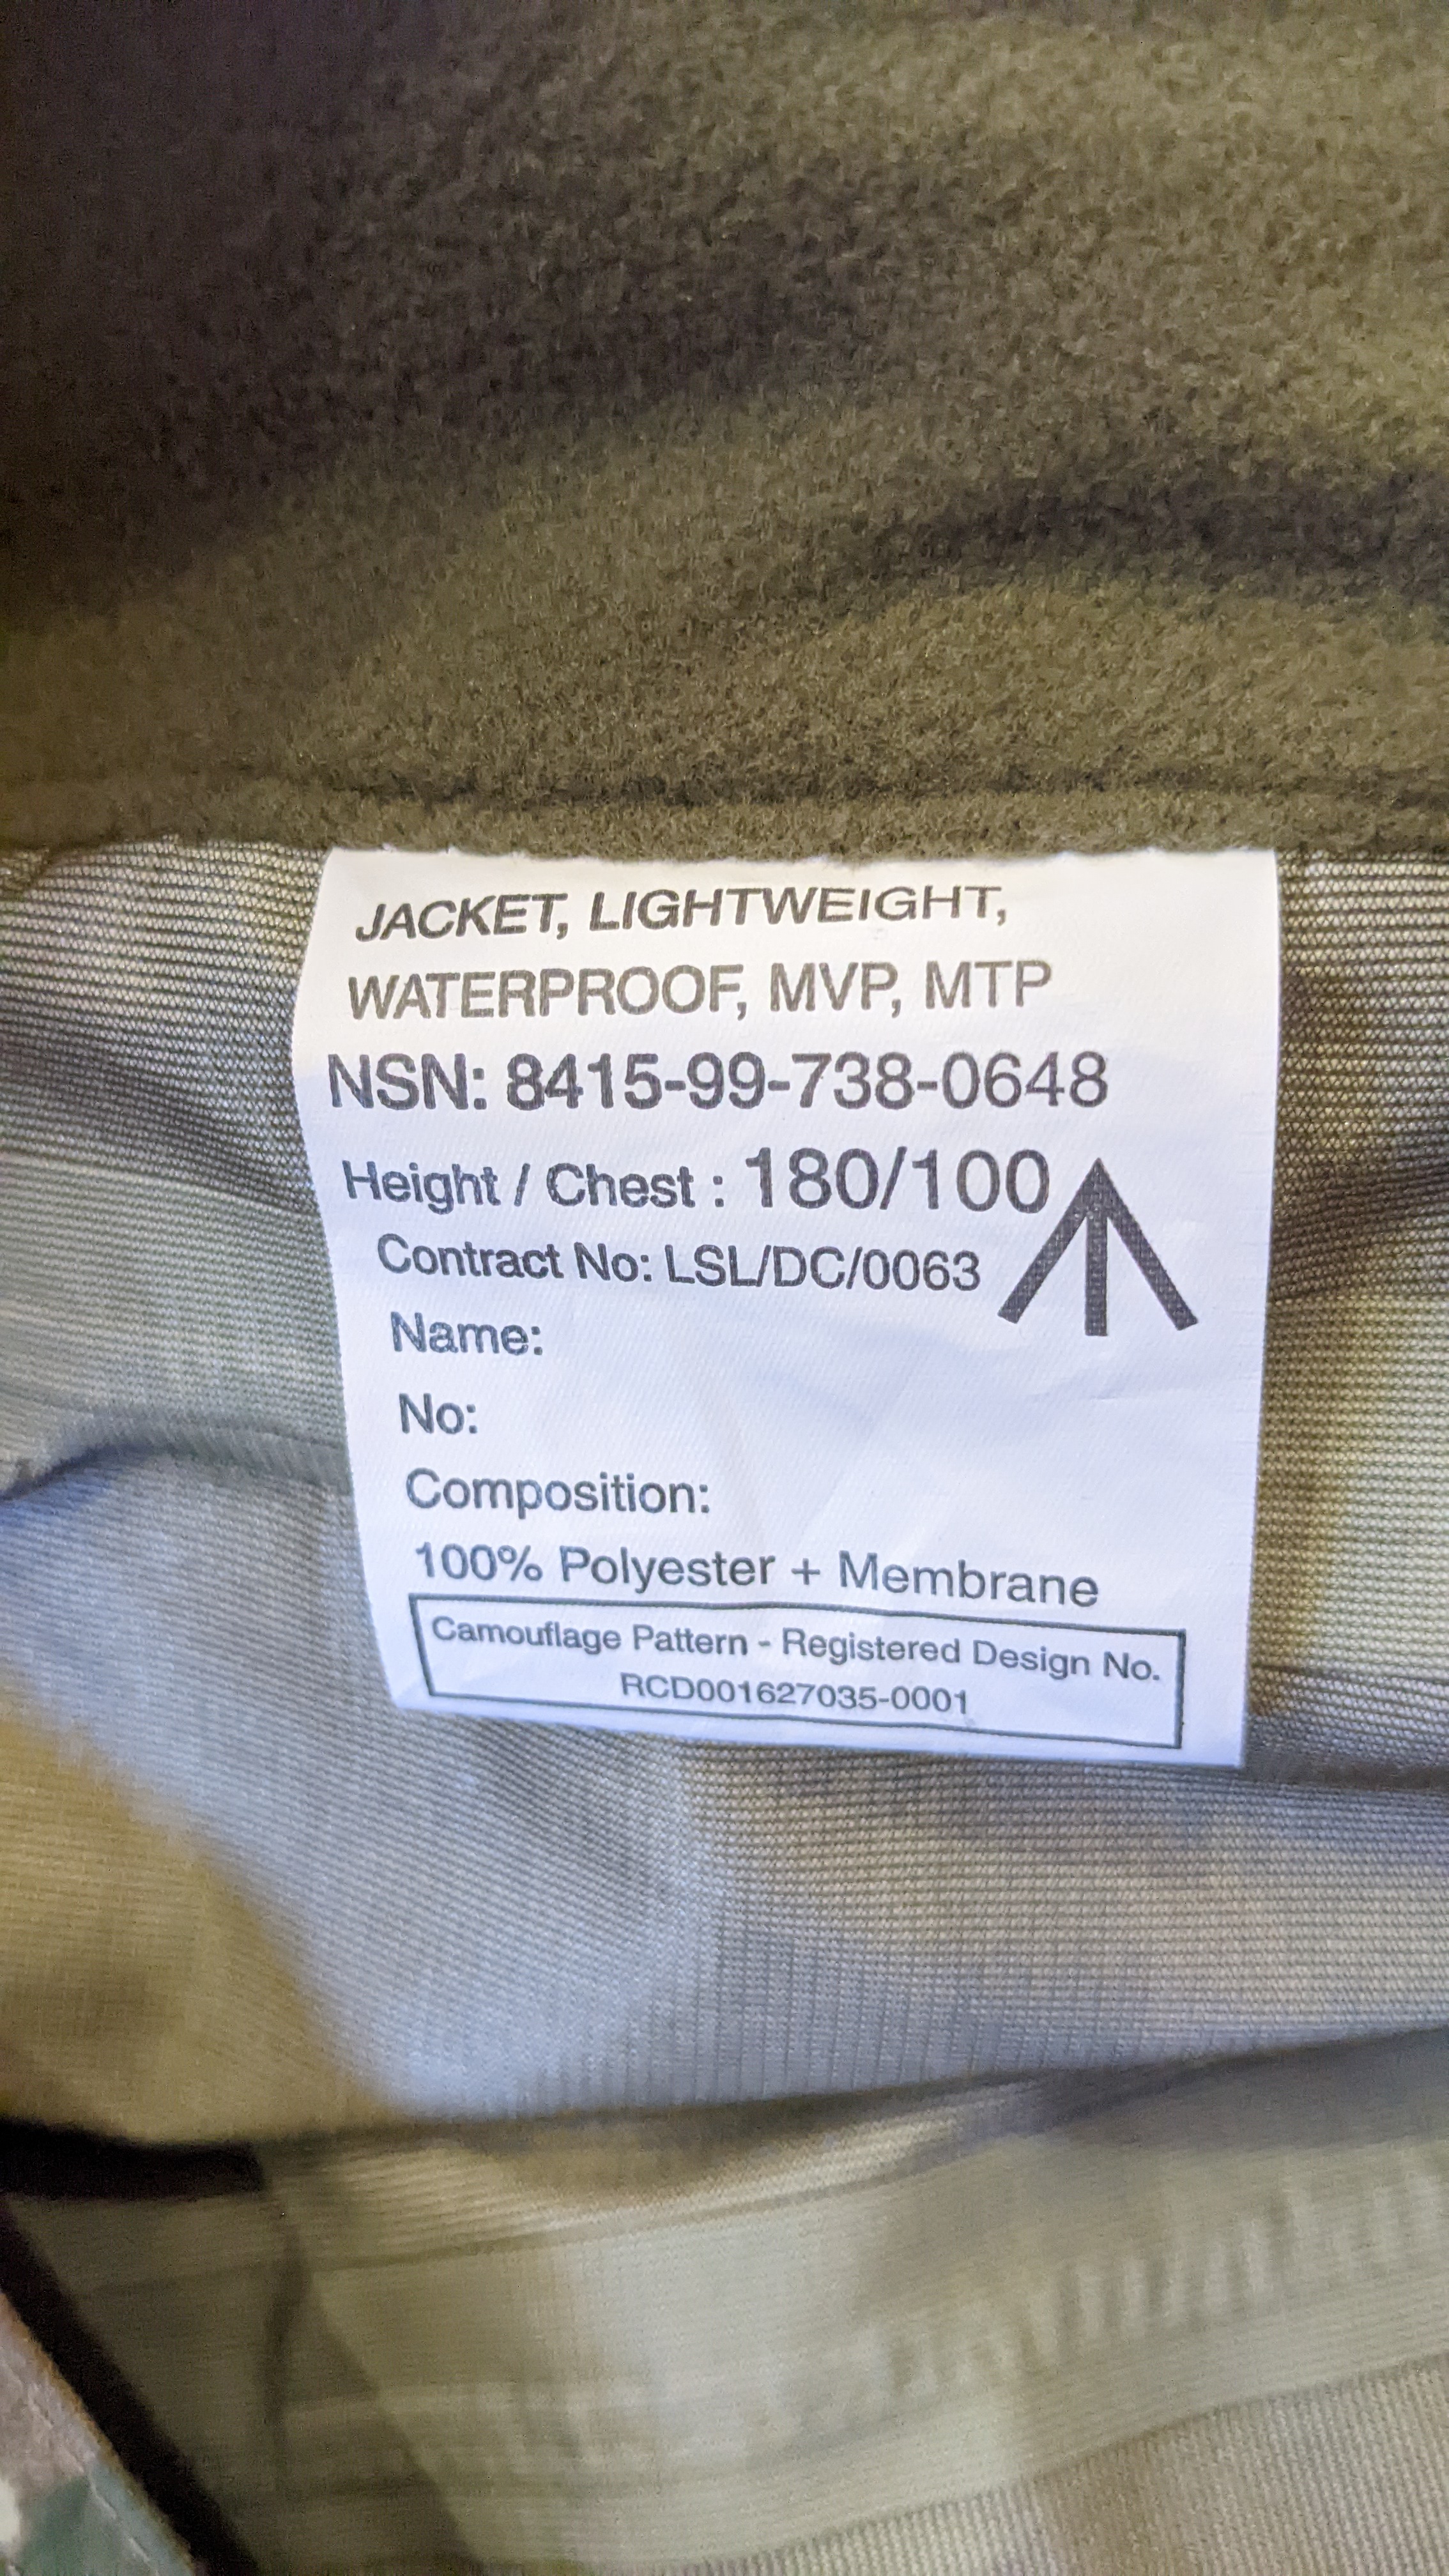 JACKET, LIGHTWEIGHT,
WATERPROOF, MVP, MTP
NSN: 8415-99-738-0648
Height / Chest : 180/100
Contract No: LSL/DC/0063
Name:
No:
Composition:
100% Polyester + Membrane
Camouflage Pattern - Registered Design No.
RCD001627035-0001